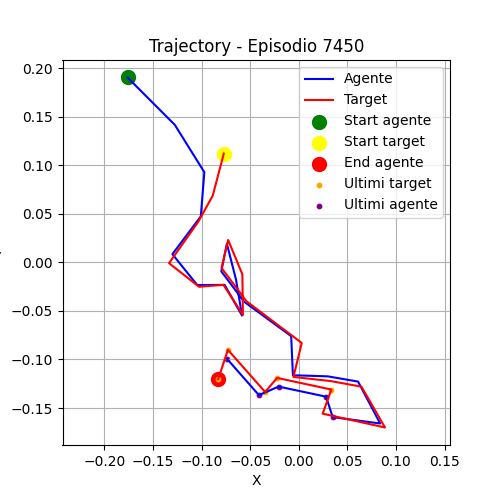 Trajectory - Episodio 7450
0.20
0.15
0.10
0.05
0.00
−0.05
−0.10
−0.15
Agente
Target
Start agente
Start target
End agente
Ultimi target
Ultimi agente
−0.20 −0.15 −0.10 −0.05 0.00 0.05 0.10 0.15
X